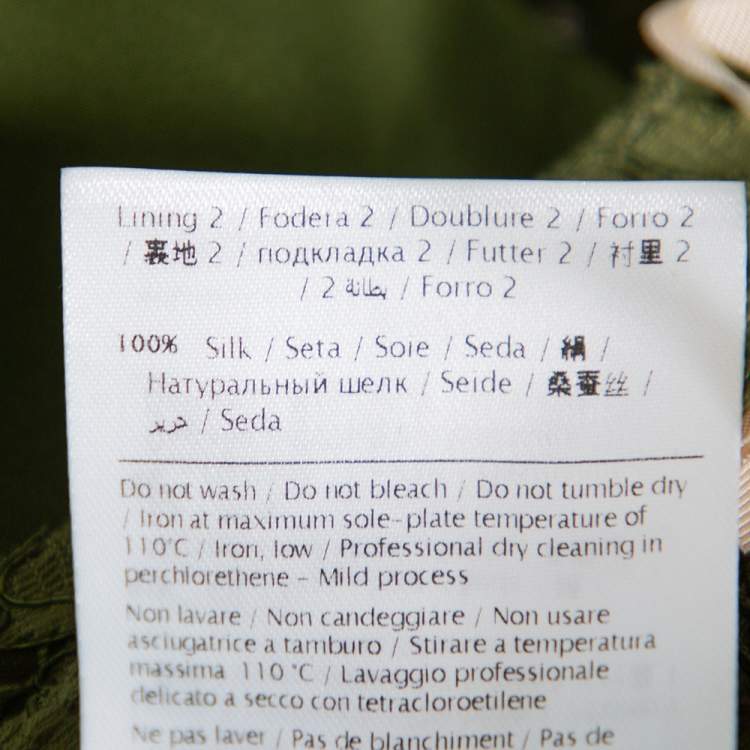 Lining 2 / Fodera 2 / Doublure 2 / Forro 2
/ 裏地 2 / подкладка 2 / Futter 2 / 衬里 2
/ 2 بطانة / Forro 2
100% Silk / Seta / Soie / Seda / 絹 /
Натуральный шелк / Seide / 桑蚕丝 /
حرير / Seda
Do not wash / Do not bleach / Do not tumble dry
/ Iron at maximum sole-plate temperature of
110°C / Iron, low / Professional dry cleaning in
perchlorethene - Mild process
Non lavare / Non candeggiare / Non usare
asciugatrice a tamburo / Stirare a temperatura
massima 110 °C / Lavaggio professionale
delicato a secco con tetracloroetilene
Ne pas laver / Pas de blanchiment / Pas de